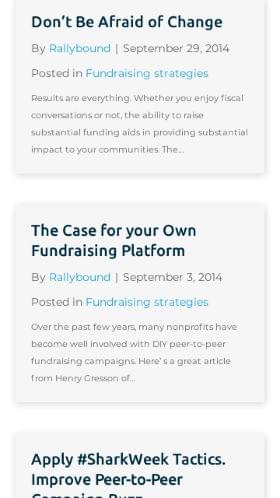 Don’t Be Afraid of Change
By Rallybound | September 29, 2014
Posted in Fundraising strategies
Results are everything. Whether you enjoy fiscal
conversations or not, the ability to raise
substantial funding aids in providing substantial
impact to your communities. The...
The Case for your Own
Fundraising Platform
By Rallybound | September 3, 2014
Posted in Fundraising strategies
Over the past few years, many nonprofits have
become well involved with DIY peer-to-peer
fundraising campaigns. Here’s a great article
from Henry Gresson of...
Apply #SharkWeek Tactics.
Improve Peer-to-Peer
Campaign Buzz